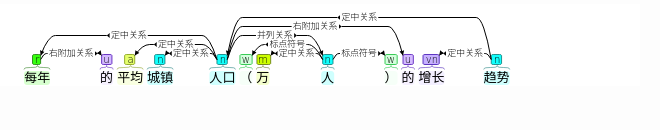 定中关系
右附加关系
定中关系
并列关系
标点符号
右附加关系 定中关系 定中关系 定中关系 标点符号 定中关系
r u a n n w m n w u vn n
每年 的 平均 城镇 人口 （ 万 人 ） 的 增长 趋势